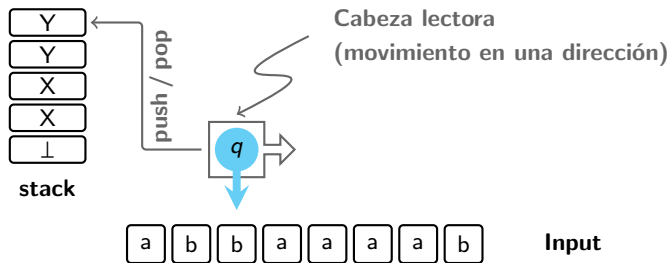 Y
Y
X
X
⊥
stack
push / pop
Cabeza lectora
(movimiento en una dirección)
q
a b b a a a a b
Input